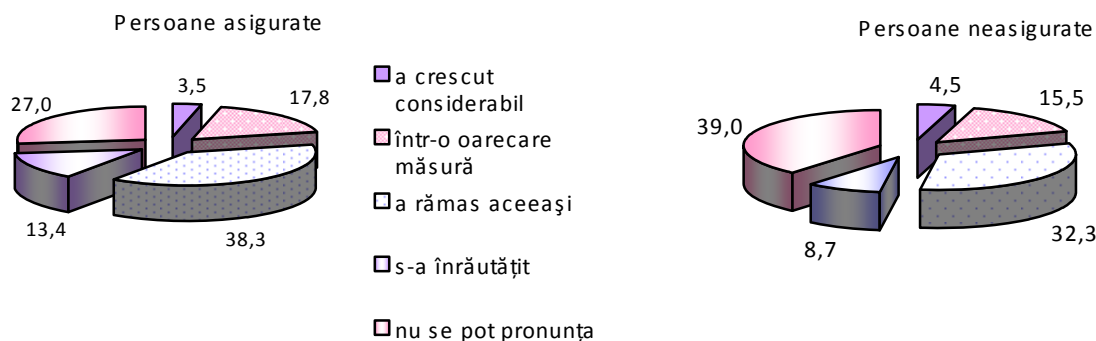 Persoane asigurate
3,5
17,8
27,0
13,4
38,3
a crescut
considerabil
într-o oarecare
măsură
a rămas aceeaşi
s-a înrăutățit
nu se pot pronunța
Persoane neasigurate
4,5
15,5
39,0
8,7
32,3